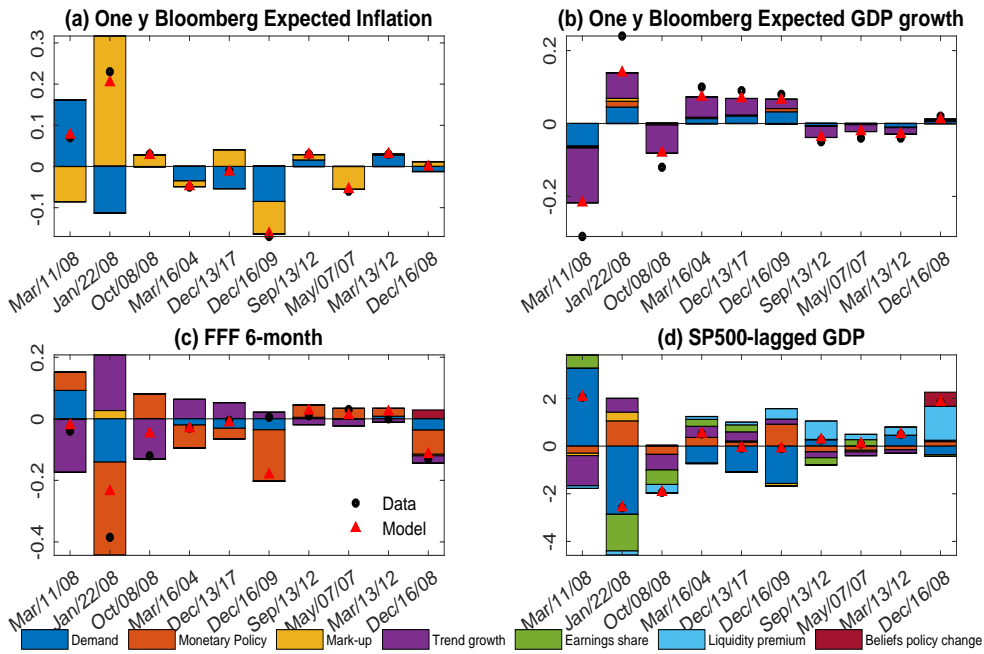 (a) One y Bloomberg Expected Inflation
0.3
0.2
0.1
0
-0.1
Mar/11/08
Jan/22/08
Oct/08/08
Mar/16/04
Dec/13/17
Dec/16/09
Sep/13/12
May/07/07
Mar/13/12
Dec/16/08
(b) One y Bloomberg Expected GDP growth
0.2
0
-0.2
Mar/11/08
Jan/22/08
Oct/08/08
Mar/16/04
Dec/13/17
Dec/16/09
Sep/13/12
May/07/07
Mar/13/12
Dec/16/08
(c) FFF 6-month
0.2
0
-0.2
-0.4
Data
Model
Mar/11/08
Jan/22/08
Oct/08/08
Mar/16/04
Dec/13/17
Dec/16/09
Sep/13/12
May/07/07
Mar/13/12
Dec/16/08
(d) SP500-lagged GDP
2
0
-2
-4
Mar/11/08
Jan/22/08
Oct/08/08
Mar/16/04
Dec/13/17
Dec/16/09
Sep/13/12
May/07/07
Mar/13/12
Dec/16/08
Demand
Monetary Policy
Mark-up
Trend growth
Earnings share
Liquidity premium
Beliefs policy change